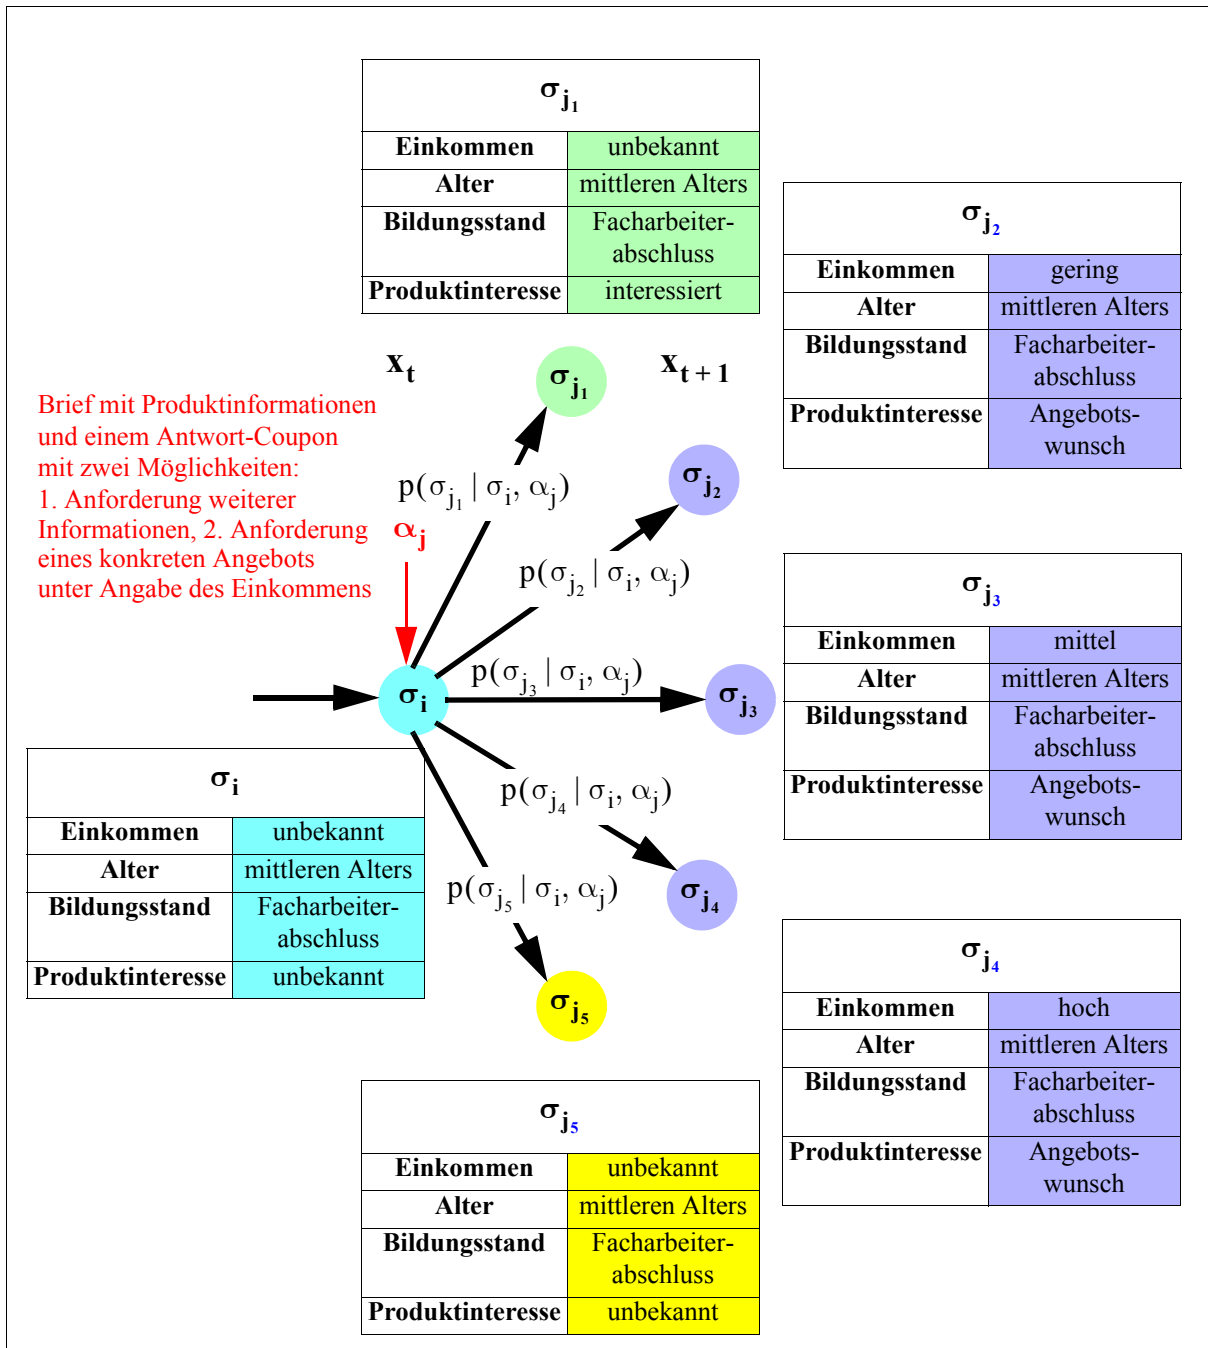 σj1
Einkommen unbekannt
Alter mittleren Alters
Bildungsstand Facharbeiter-
abschluss
Produktinteresse interessiert
σj2
Einkommen gering
Alter mittleren Alters
Bildungsstand Facharbeiter-
abschluss
Produktinteresse Angebots-
wunsch
xt σj1 xt + 1
Brief mit Produktinformationen
und einem Antwort-Coupon
mit zwei Möglichkeiten:
1. Anforderung weiterer
Informationen, 2. Anforderung
eines konkreten Angebots
unter Angabe des Einkommens
σj2
p(σj1 | σi, αj)
αj
p(σj2 | σi, αj)
σj3
Einkommen mittel
Alter mittleren Alters
Bildungsstand Facharbeiter-
abschluss
Produktinteresse Angebots-
wunsch
p(σj3 | σi, αj)
σi
σj3
p(σj4 | σi, αj)
p(σj5 | σi, αj)
σj4
σj5
σi
Einkommen unbekannt
Alter mittleren Alters
Bildungsstand Facharbeiter-
abschluss
Produktinteresse unbekannt
σj4
Einkommen hoch
Alter mittleren Alters
Bildungsstand Facharbeiter-
abschluss
Produktinteresse Angebots-
wunsch
σj5
Einkommen unbekannt
Alter mittleren Alters
Bildungsstand Facharbeiter-
abschluss
Produktinteresse unbekannt